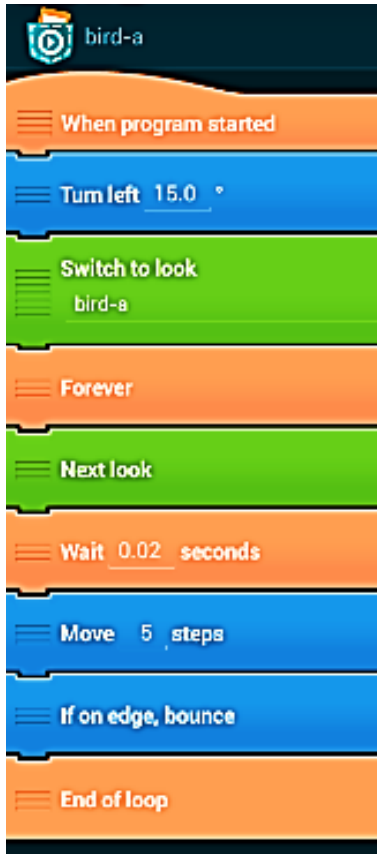 bird-a
When program started
Turn left 15.0 °
Switch to look
bird-a
Forever
Next look
Wait 0.02 seconds
Move 5 steps
If on edge, bounce
End of loop